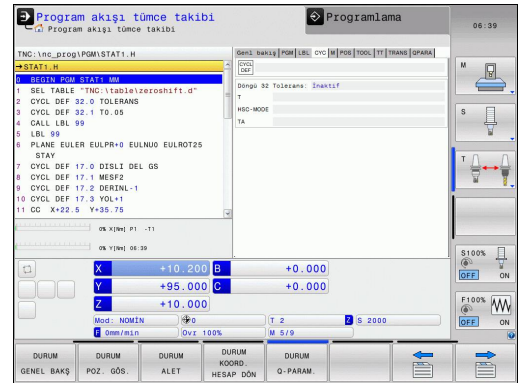 Program akışı tümce takibi
Program akışı tümce takibi
Programlama
06:39
TNC:\nc_prog\PGM\STAT1.H
→STAT1.H
0 BEGIN PGM STAT1 MM
1 SEL TABLE "TNC:\table\zeroshift.d"
2 CYCL DEF 32.0 TOLERANS
3 CYCL DEF 32.1 T0.05
4 CALL LBL 99
5 LBL 99
6 PLANE EULER EULPR+0 EULNU0 EULROT25
STAY
7 CYCL DEF 17.0 DISLI DEL GS
8 CYCL DEF 17.1 MESF2
9 CYCL DEF 17.2 DERINL-1
10 CYCL DEF 17.3 YOL+1
11 CC X+22.5 Y+35.75
Genl bakış PGM LBL CYC M POS TOOL TT TRANS QPARA
CYCL
DEF
Döngü 32 Tolerans: İnaktif
T
HSC-MODE
TA
0% X[Nm] P1 -T1
0% Y[Nm] 06:39
X +10.200 B +0.000
Y +95.000 C +0.000
Z +10.000
Mod: NOMİN 0 T 2 Z S 2000
F 0mm/min Ovr 100% M 5/9
M
S
T
S100%
OFF ON
F100%
OFF ON
DURUM
GENEL BAKŞ
DURUM
POZ. GÖS.
DURUM
ALET
DURUM
KOORD.
HESAP DÖN
DURUM
Q-PARAM.